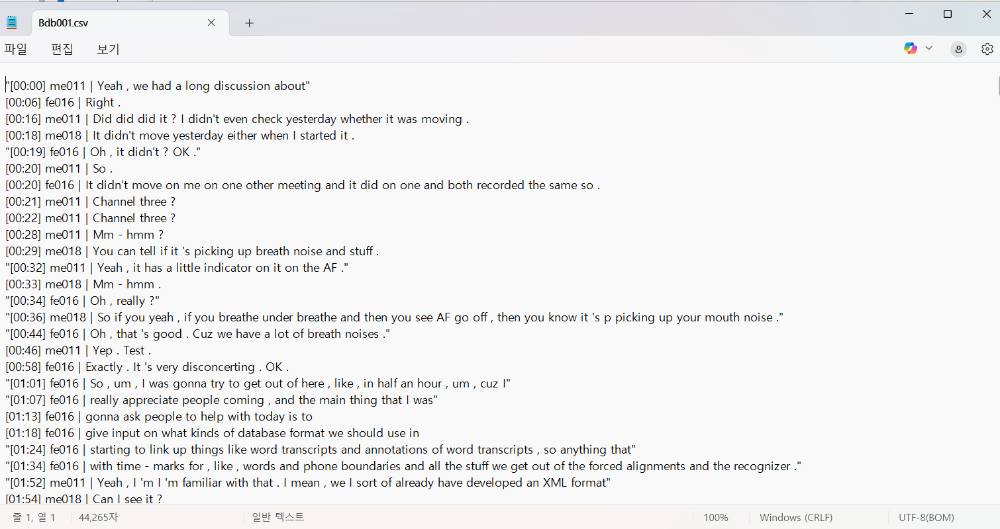 Bdb001.csv
파일 편집 보기
"[00:00] me011 | Yeah , we had a long discussion about"
[00:06] fe016 | Right .
[00:16] me011 | Did did did it ? I didn't even check yesterday whether it was moving .
[00:18] me018 | It didn't move yesterday either when I started it .
"[00:19] fe016 | Oh , it didn't ? OK ."
[00:20] me011 | So .
[00:20] fe016 | It didn't move on me on one other meeting and it did on one and both recorded the same so .
[00:21] me011 | Channel three ?
[00:22] me011 | Channel three ?
[00:28] me011 | Mm - hmm ?
[00:29] me018 | You can tell if it 's picking up breath noise and stuff .
"[00:32] me011 | Yeah , it has a little indicator on it on the AF ."
[00:33] me018 | Mm - hmm .
"[00:34] fe016 | Oh , really ?"
"[00:36] me018 | So if you yeah , if you breathe under breathe and then you see AF go off , then you know it 's p picking up your mouth noise ."
"[00:44] fe016 | Oh , that 's good . Cuz we have a lot of breath noises ."
[00:46] me011 | Yep . Test .
[00:58] fe016 | Exactly . It 's very disconcerting . OK .
"[01:01] fe016 | So , um , I was gonna try to get out of here , like , in half an hour , um , cuz I"
"[01:07] fe016 | really appreciate people coming , and the main thing that I was"
[01:13] fe016 | gonna ask people to help with today is to
[01:18] fe016 | give input on what kinds of database format we should use in
"[01:24] fe016 | starting to link up things like word transcripts and annotations of word transcripts , so anything that"
"[01:34] fe016 | with time - marks for , like , words and phone boundaries and all the stuff we get out of the forced alignments and the recognizer ."
"[01:52] me011 | Yeah , I 'm I 'm familiar with that . I mean , we I sort of already have developed an XML format"
[01:54] me018 | Can I see it ?
줄 1, 열 1 44,265자 일반 텍스트 100% Windows (CRLF) UTF-8(BOM)